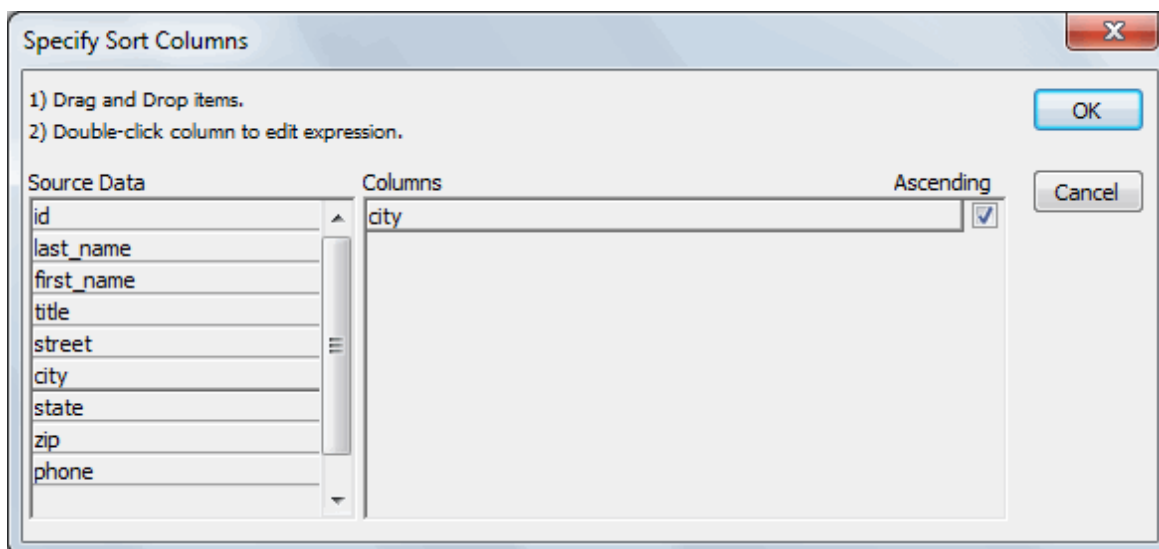 Specify Sort Columns
1) Drag and Drop items.
2) Double-click column to edit expression.
OK
Cancel
Source Data
Columns
Ascending
id
last_name
first_name
title
street
city
state
zip
phone
city